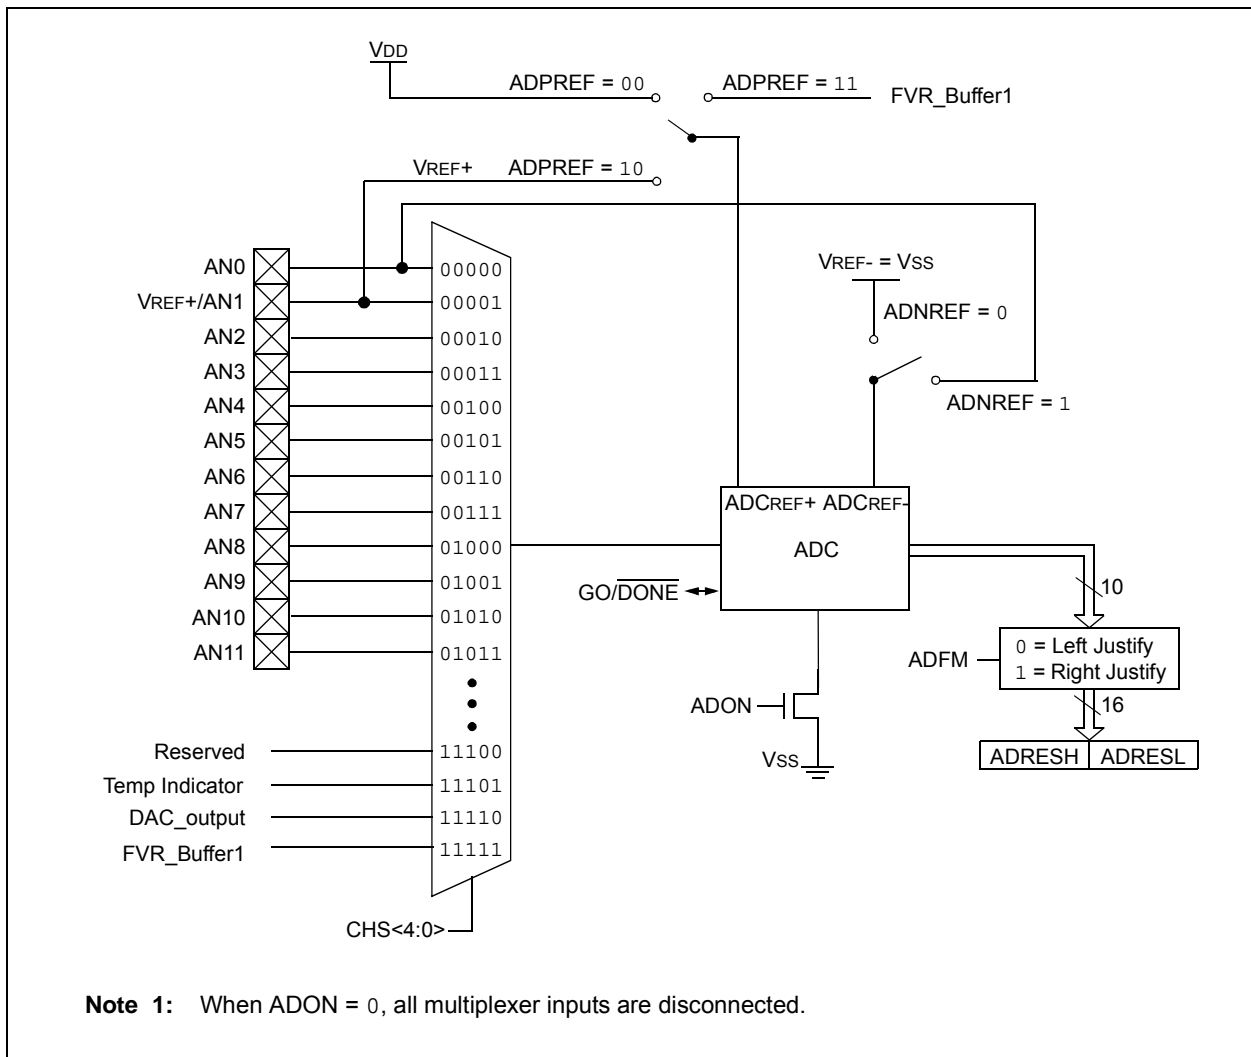 VDD
ADPREF = 00
ADPREF = 11
FVR_Buffer1
VREF+
ADPREF = 10
AN0
00000
VREF- = VSS
VREF+/AN1
00001
ADNREF = 0
AN2
00010
AN3
00011
ADNREF = 1
AN4
00100
AN5
00101
AN6
00110
ADCREF+ ADCREF-
AN7
00111
AN8
01000
ADC
AN9
01001
GO/DONE
10
AN10
01010
AN11
01011
ADFM
0 = Left Justify
1 = Right Justify
ADON
16
Reserved
11100
VSS
ADRESH
ADRESL
Temp Indicator
11101
DAC_output
11110
FVR_Buffer1
11111
CHS<4:0>
Note 1: When ADON = 0, all multiplexer inputs are disconnected.